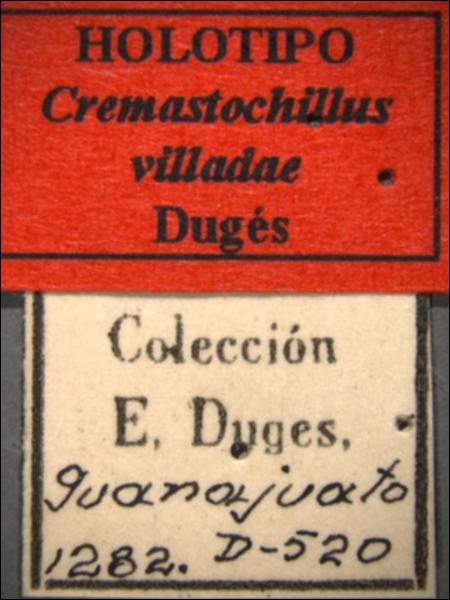 HOLOTIPO
Cremastochillus
villadae
Dugés
Colección
E. Duges.
Guanajuato
1282. D-520